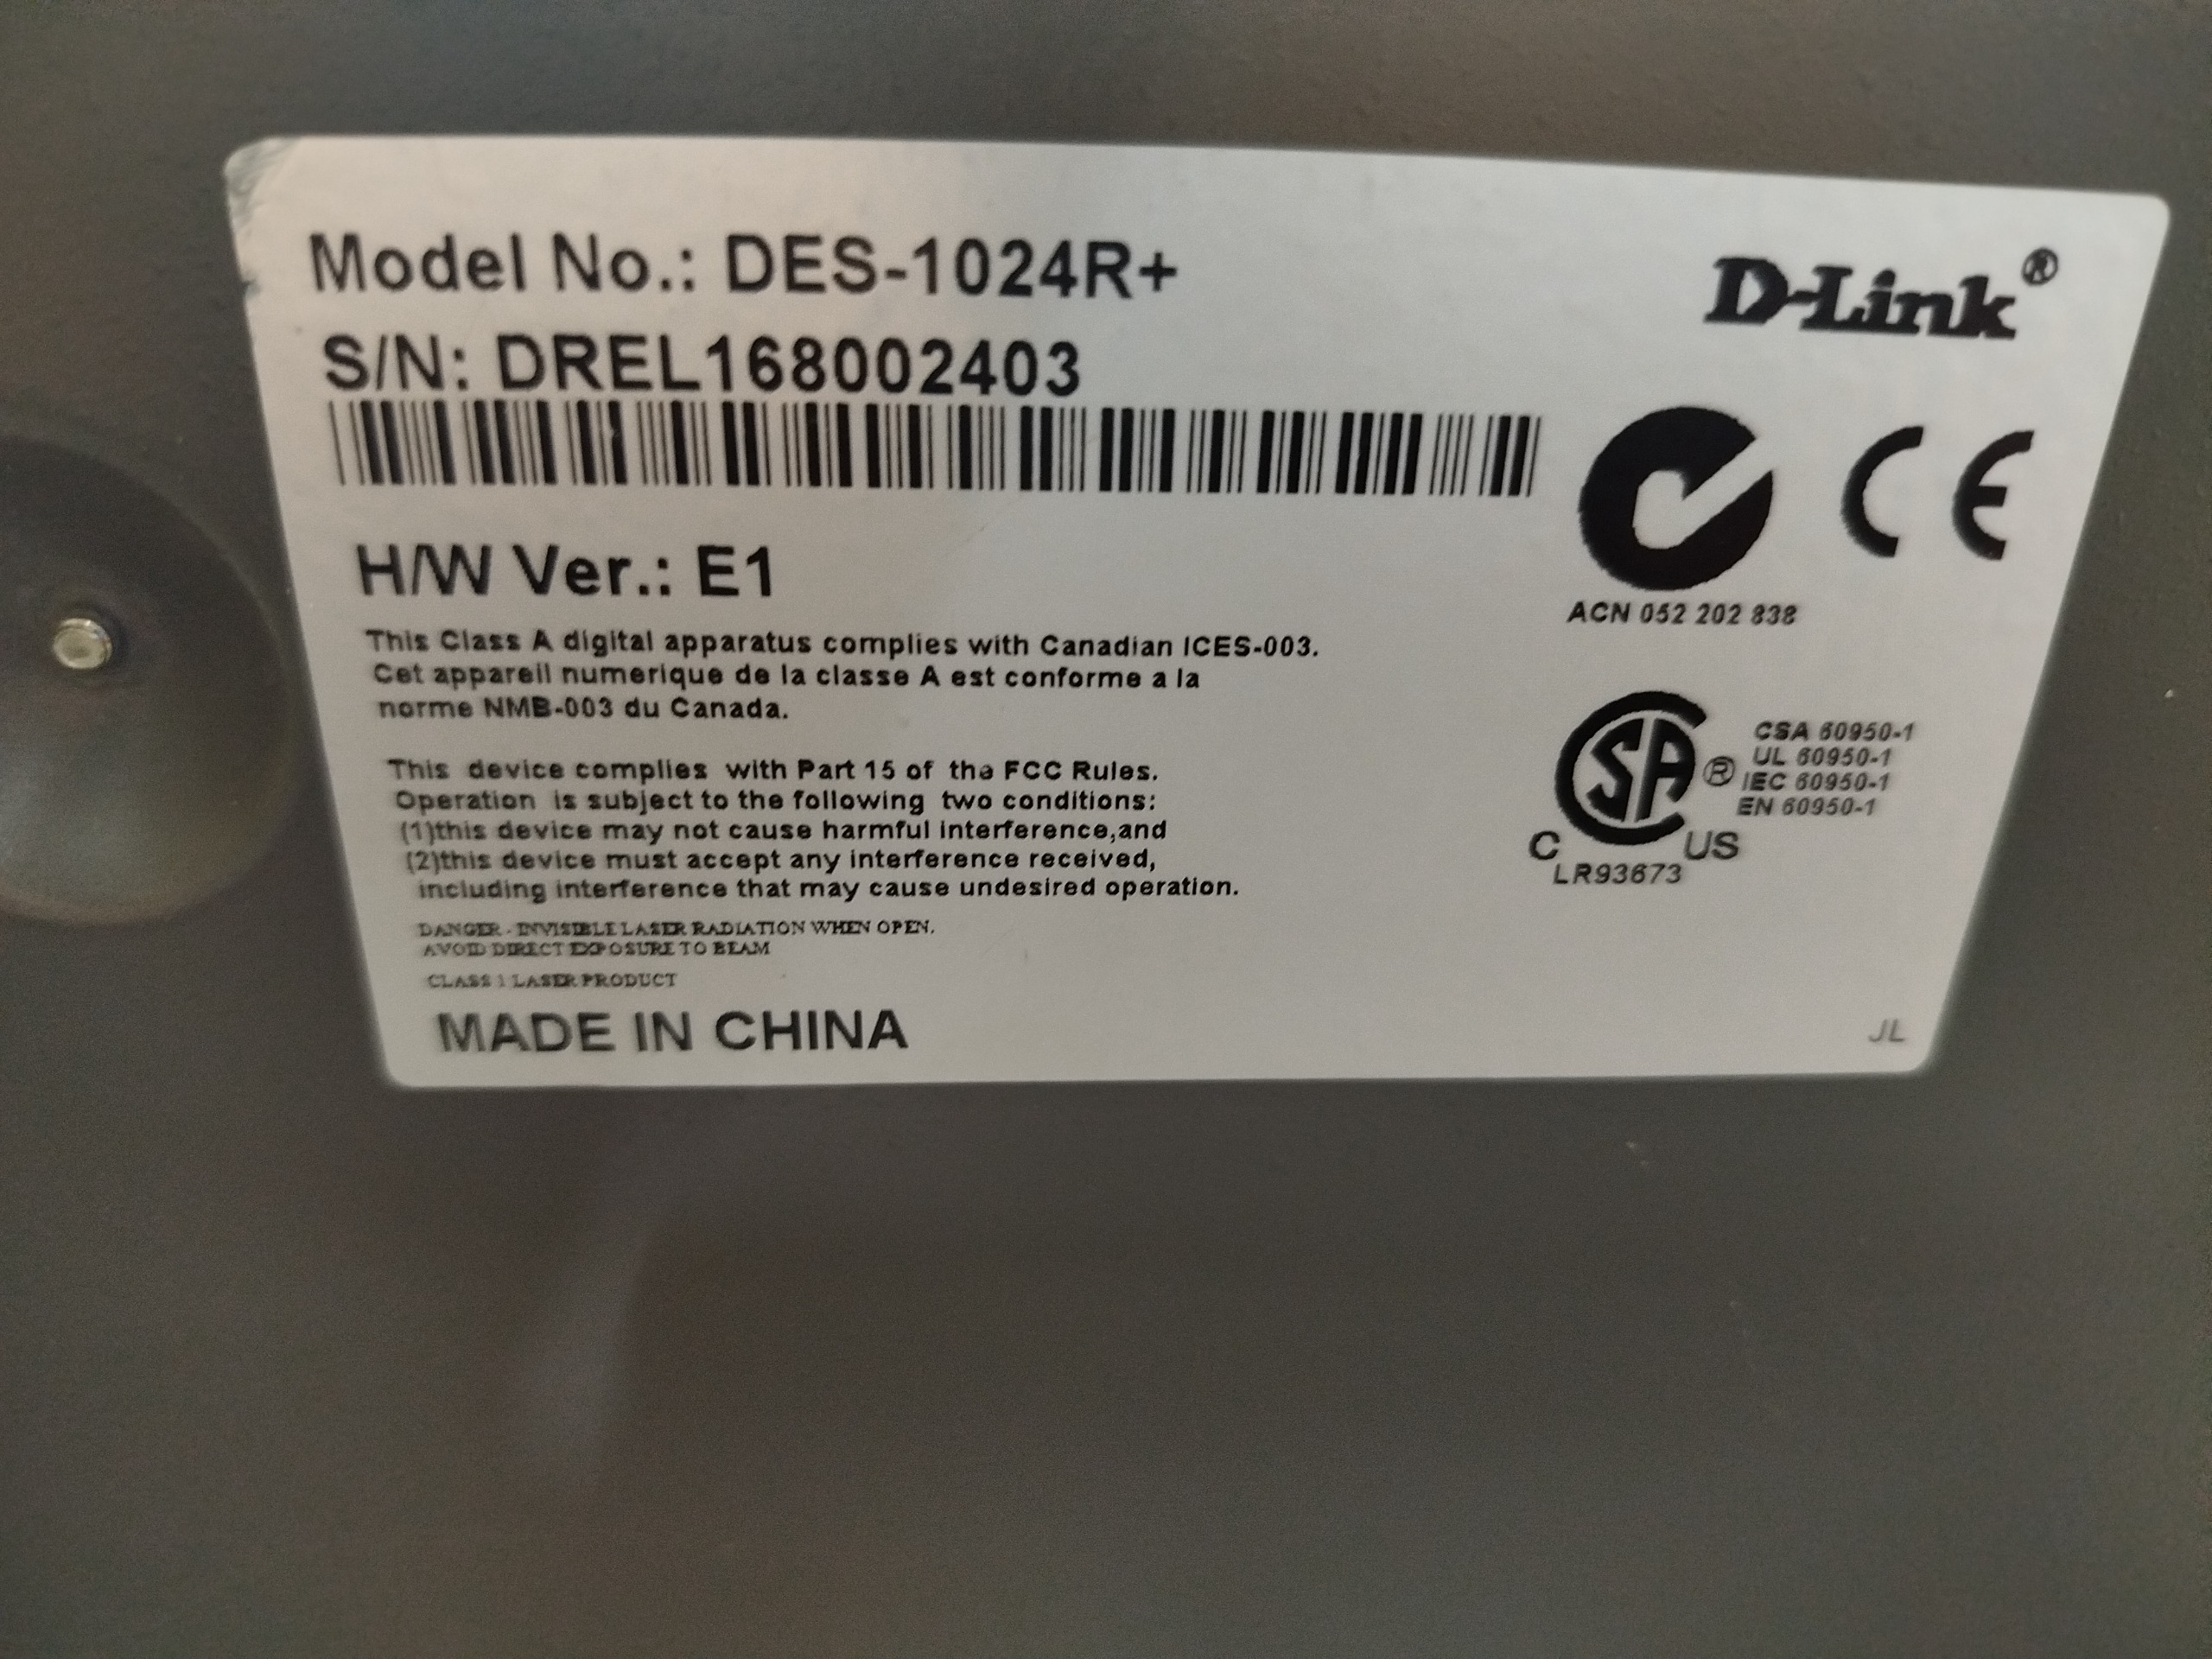 Model No.: DES-1024R+
D-Link®
S/N: DREL168002403
H/W Ver.: E1
CE
ACN 052 202 838
This Class A digital apparatus complies with Canadian ICES-003.
Cet appareil numerique de la classe A est conforme a la
norme NMB-003 du Canada.
This device complies with Part 15 of the FCC Rules.
Operation is subject to the following two conditions:
(1)this device may not cause harmful interference,and
(2)this device must accept any interference received,
including interference that may cause undesired operation.
SA®
C US
LR93673
CSA 60950-1
UL 60950-1
IEC 60950-1
EN 60950-1
DANGER - INVISIBLE LASER RADIATION WHEN OPEN.
AVOID DIRECT EXPOSURE TO BEAM
CLASS 1 LASER PRODUCT
MADE IN CHINA
JL